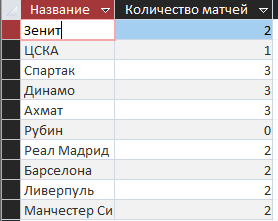 Название Количество матчей
Зенит 2
ЦСКА 1
Спартак 3
Динамо 3
Ахмат 3
Рубин 0
Реал Мадрид 2
Барселона 2
Ливерпуль 2
Манчестер Си 2